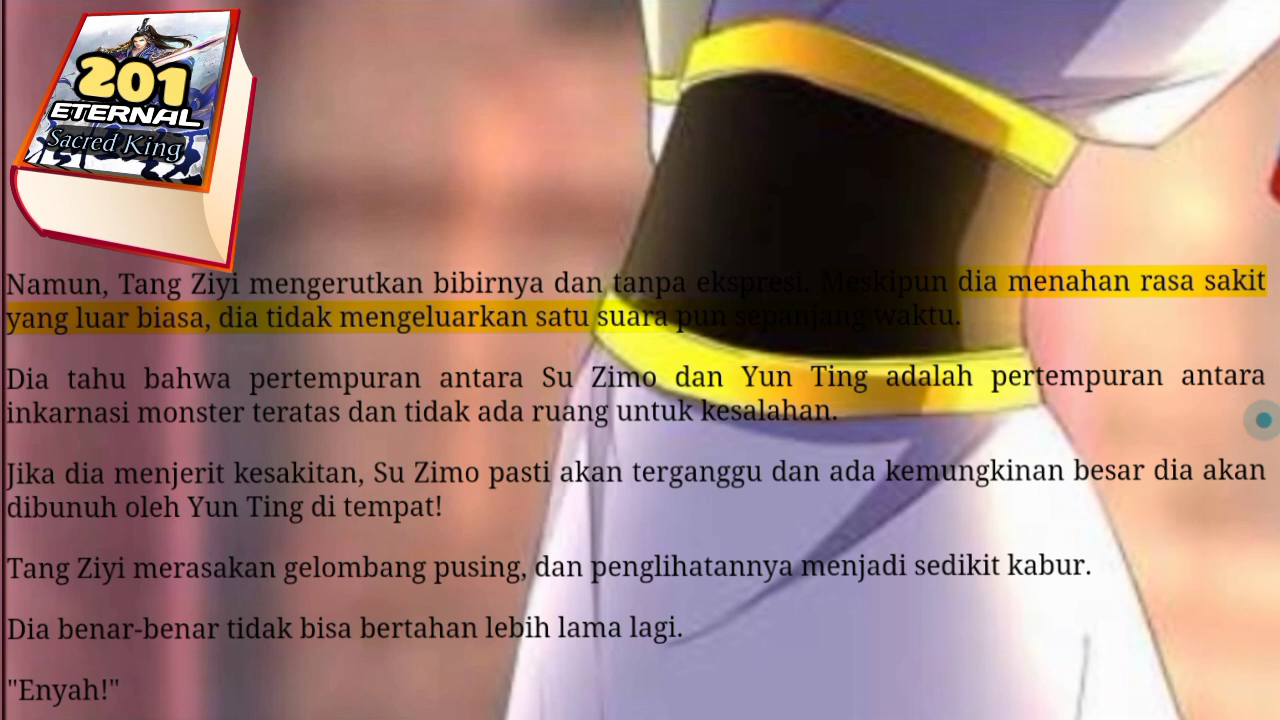 201
ETERNAL
Sacred King
Namun, Tang Ziyi mengerutkan bibirnya dan tanpa ekspresi. Meskipun dia menahan rasa sakit
yang luar biasa, dia tidak mengeluarkan satu suara pun sepanjang waktu.
Dia tahu bahwa pertempuran antara Su Zimo dan Yun Ting adalah pertempuran antara
inkarnasi monster teratas dan tidak ada ruang untuk kesalahan.
Jika dia menjerit kesakitan, Su Zimo pasti akan terganggu dan ada kemungkinan besar dia akan
dibunuh oleh Yun Ting di tempat!
Tang Ziyi merasakan gelombang pusing, dan penglihatannya menjadi sedikit kabur.
Dia benar-benar tidak bisa bertahan lebih lama lagi.
"Enyah!"